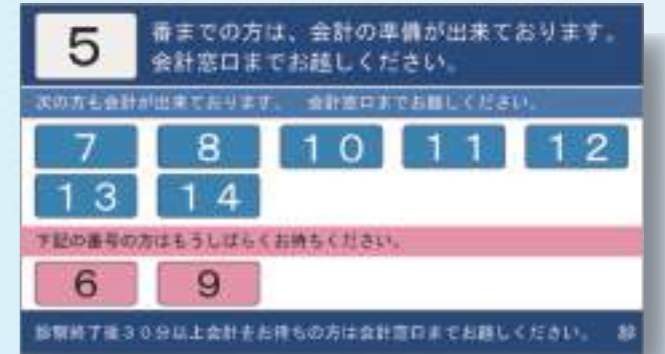 5
番までの方は、会計の準備が出来ております。
会計窓口までお越しください。
次の方も会計が出来ております。　会計窓口までお越しください。
7 8 10 11 12
13 14
下記の番号の方はもうしばらくお待ちください。
6 9
診察終了後30分以上会計をお待ちの方は会計窓口までお越しください。　診